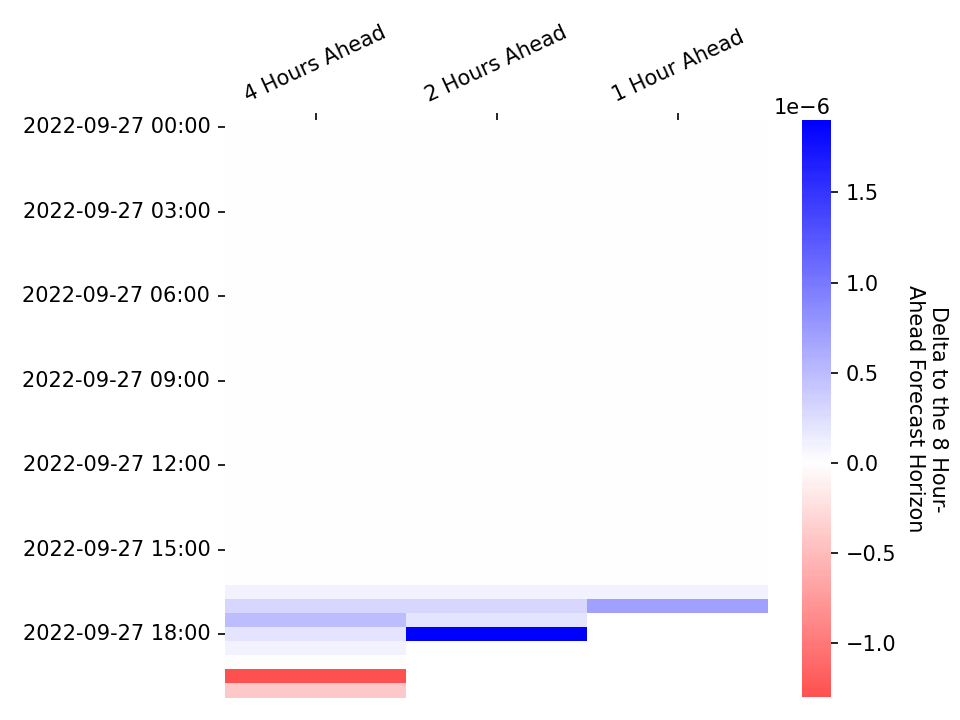 4 Hours Ahead
2 Hours Ahead
1 Hour Ahead
1e−6
2022-09-27 00:00
2022-09-27 03:00
2022-09-27 06:00
2022-09-27 09:00
2022-09-27 12:00
2022-09-27 15:00
2022-09-27 18:00
1.5
1.0
0.5
0.0
−0.5
−1.0
Delta to the 8 Hour-
Ahead Forecast Horizon